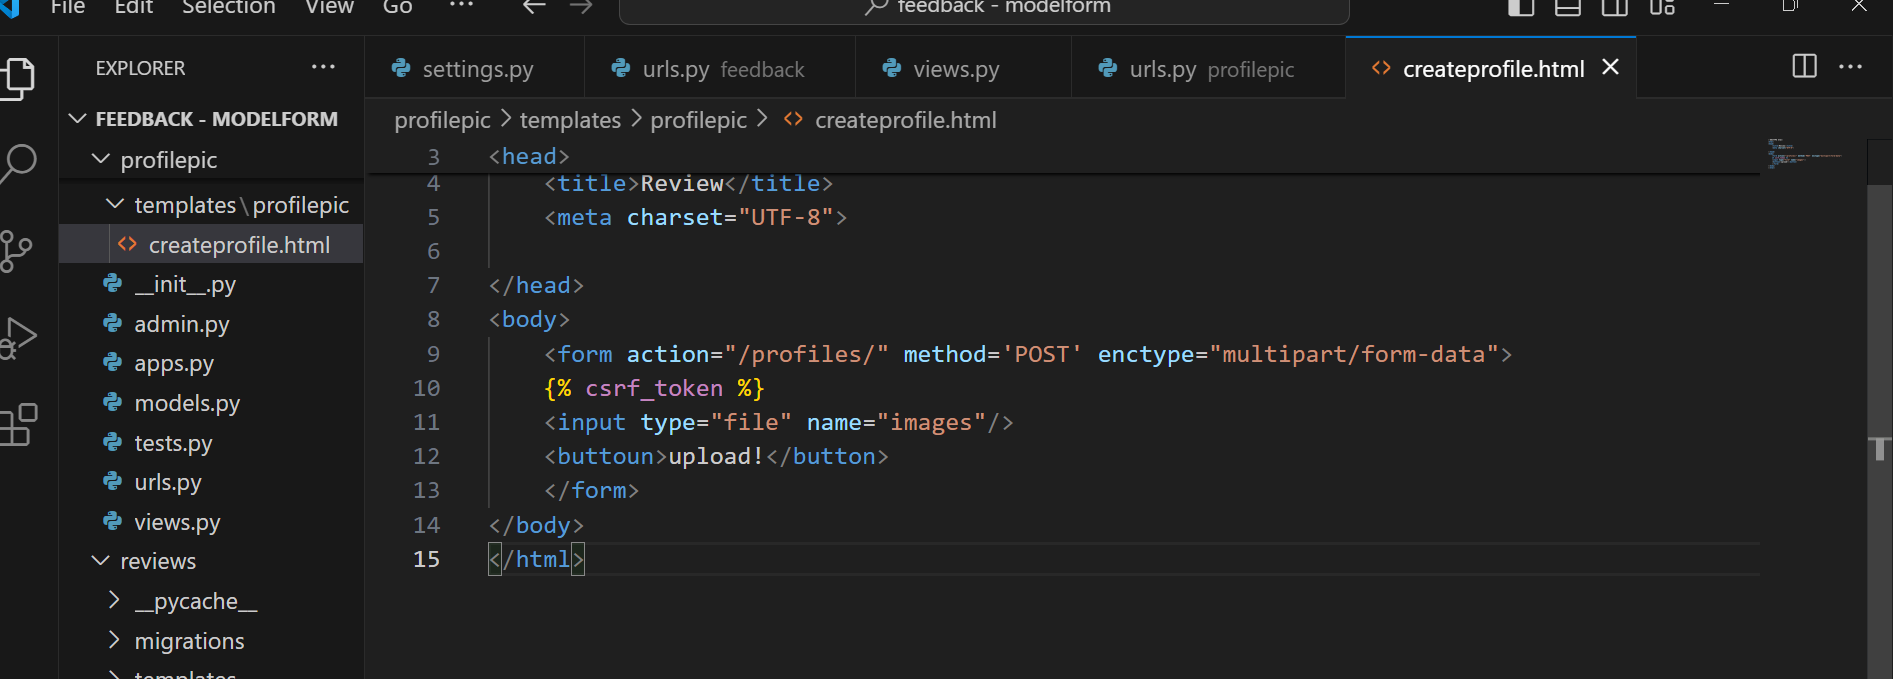 File Edit Selection View Go ···
feedback - modelform
EXPLORER ···
FEEDBACK - MODELFORM
profilepic
templates\profilepic
createprofile.html
__init__.py
admin.py
apps.py
models.py
tests.py
urls.py
views.py
reviews
__pycache__
migrations
templates
settings.py
urls.py feedback
views.py
urls.py profilepic
createprofile.html
profilepic > templates > profilepic > <> createprofile.html
3 <head>
4 <title>Review</title>
5 <meta charset="UTF-8">
6
7 </head>
8 <body>
9 <form action="/profiles/" method='POST' enctype="multipart/form-data">
10 {% csrf_token %}
11 <input type="file" name="images"/>
12 <buttoun>upload!</button>
13 </form>
14 </body>
15 </html>